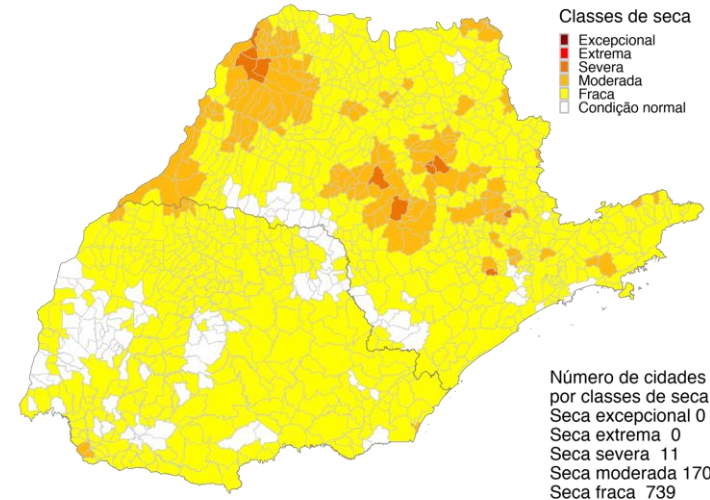 Classes de seca
Excepcional
Extrema
Severa
Moderada
Fraca
Condição normal
Número de cidades
por classes de seca
Seca excepcional 0
Seca extrema 0
Seca severa 11
Seca moderada 170
Seca fraca 739